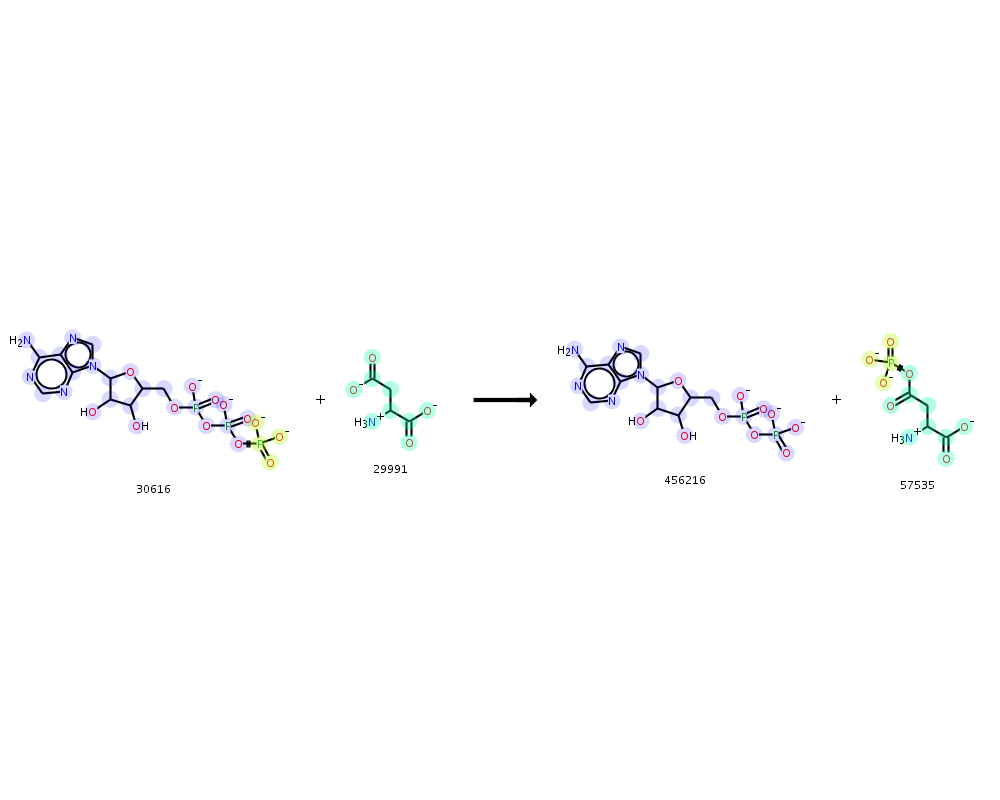 H2N N N N N O HO OH O P O- O O P O- O O P O- O- O
30616
+
O O- H3N+ O- O
29991
H2N N N N N O HO OH O P O- O O P O- O- O
456216
+
O O- P O- O O H3N+ O- O
57535